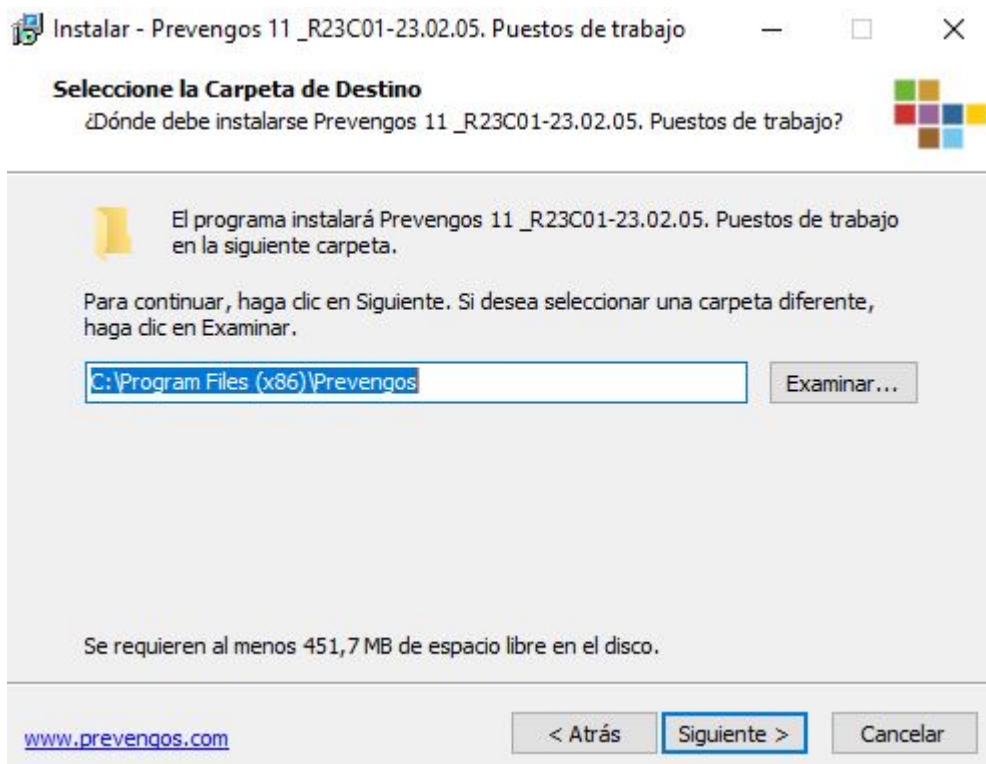 Instalar - Prevengos 11 _R23C01-23.02.05. Puestos de trabajo
Seleccione la Carpeta de Destino
¿Dónde debe instalarse Prevengos 11 _R23C01-23.02.05. Puestos de trabajo?
El programa instalará Prevengos 11 _R23C01-23.02.05. Puestos de trabajo
en la siguiente carpeta.
Para continuar, haga clic en Siguiente. Si desea seleccionar una carpeta diferente,
haga clic en Examinar.
C:\Program Files (x86)\Prevengos
Examinar...
Se requieren al menos 451,7 MB de espacio libre en el disco.
www.prevengos.com
< Atrás
Siguiente >
Cancelar